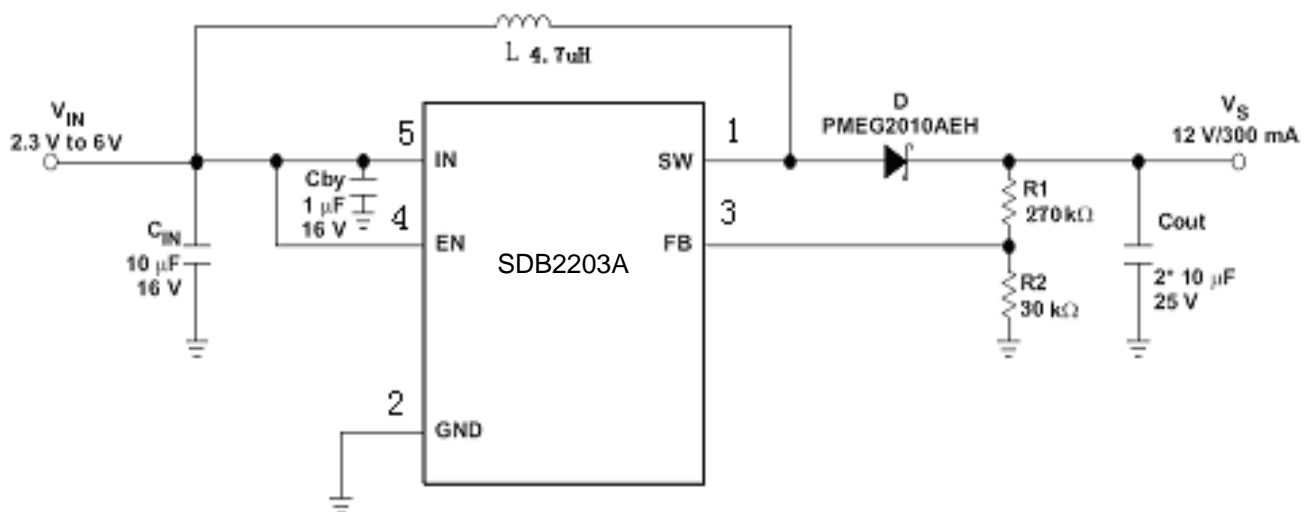 L 4.7uH
V_IN
2.3 V to 6V
5
IN
Cby
1 µF
16 V
4
EN
C_IN
10 µF
16 V
SDB2203A
2
GND
1
SW
3
FB
D
PMEG2010AEH
V_S
12 V/300 mA
R1
270kΩ
R2
30 kΩ
Cout
2* 10 µF
25 V